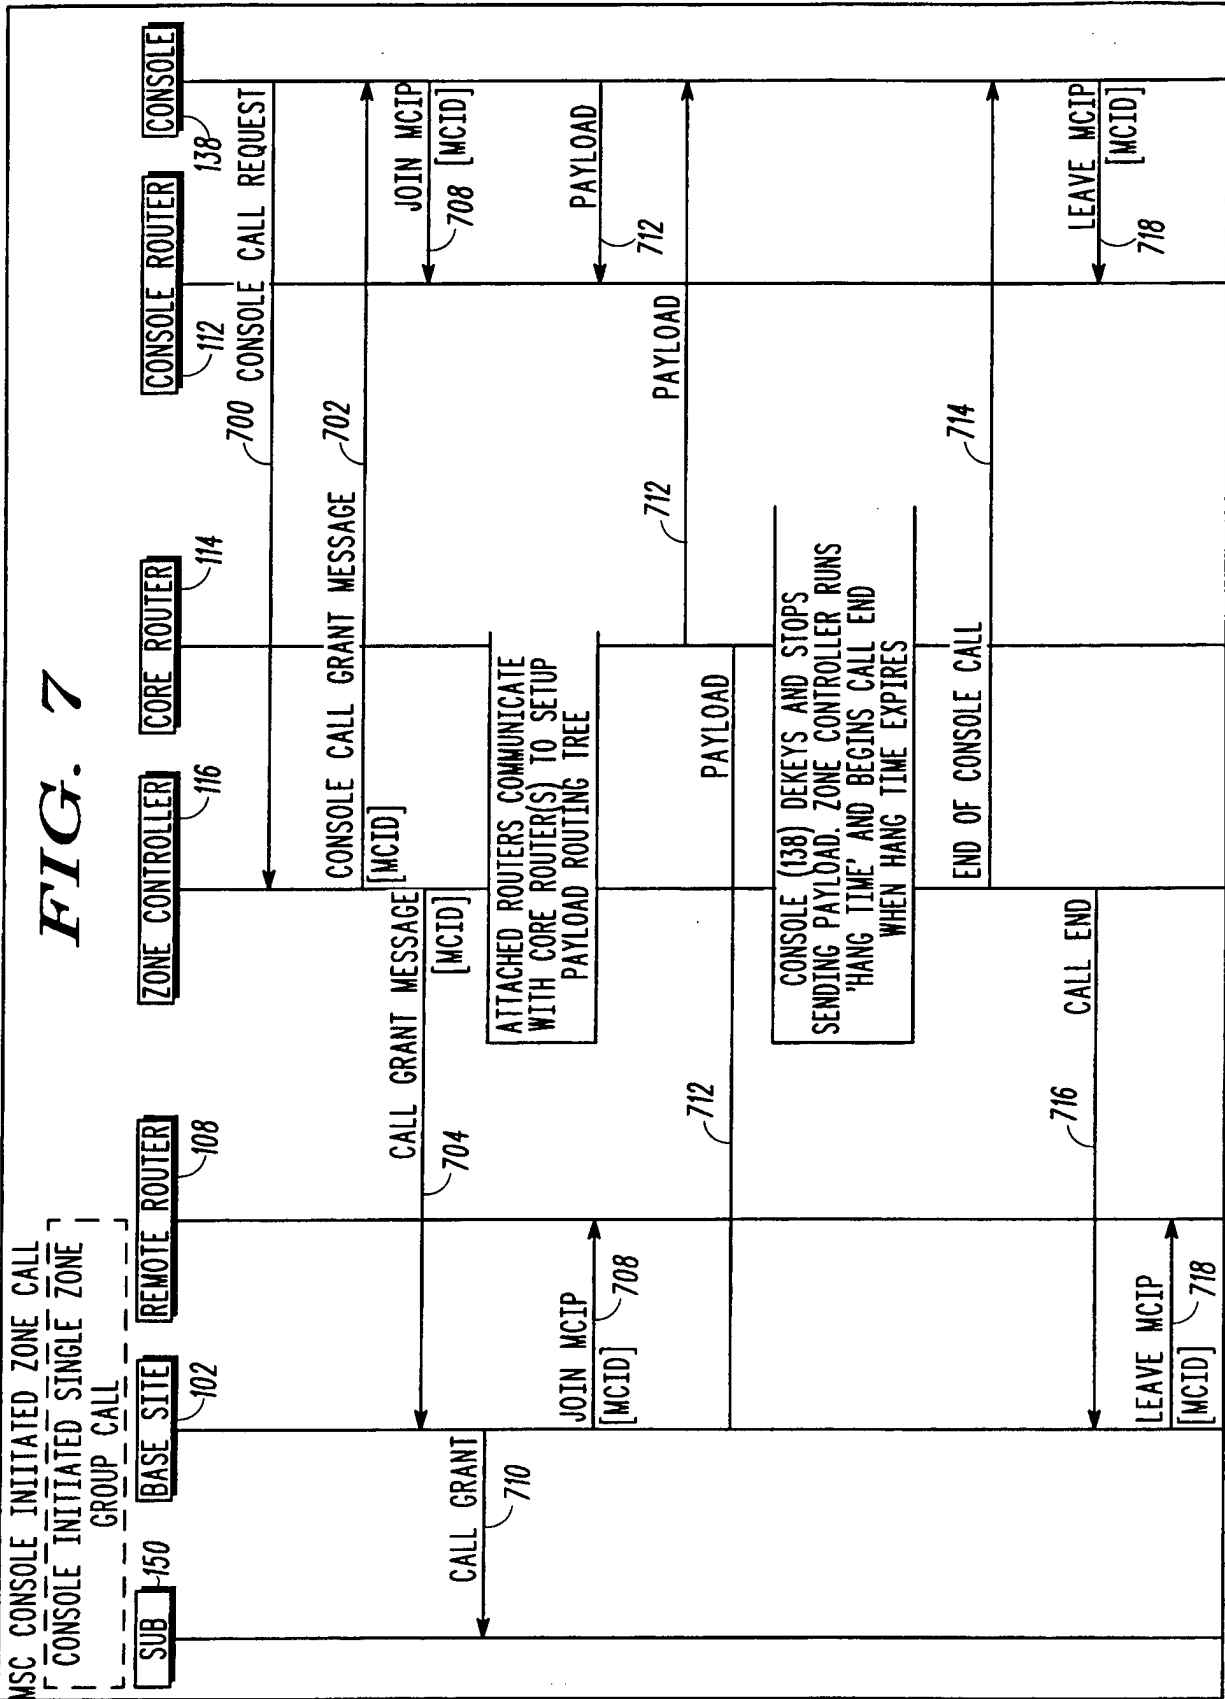 FIG. 7
MSC CONSOLE INIITATED ZONE CALL
CONSOLE INITIATED SINGLE ZONE
GROUP CALL
SUB
150
BASE SITE
102
REMOTE ROUTER
108
ZONE CONTROLLER
116
CORE ROUTER
114
CONSOLE ROUTER
112
CONSOLE
138
700
CONSOLE CALL REQUEST
CONSOLE CALL GRANT MESSAGE
702
[MCID]
CALL GRANT MESSAGE
704
[MCID]
JOIN MCIP
708
[MCID]
CALL GRANT
710
ATTACHED ROUTERS COMMUNICATE
WITH CORE ROUTER(S) TO SETUP
PAYLOAD ROUTING TREE
JOIN MCIP
708
[MCID]
PAYLOAD
712
PAYLOAD
712
PAYLOAD
712
CONSOLE (138) DEKEYS AND STOPS
SENDING PAYLOAD. ZONE CONTROLLER RUNS
'HANG TIME' AND BEGINS CALL END
WHEN HANG TIME EXPIRES
END OF CONSOLE CALL
714
CALL END
716
LEAVE MCIP
[MCID]
718
LEAVE MCIP
[MCID]
718